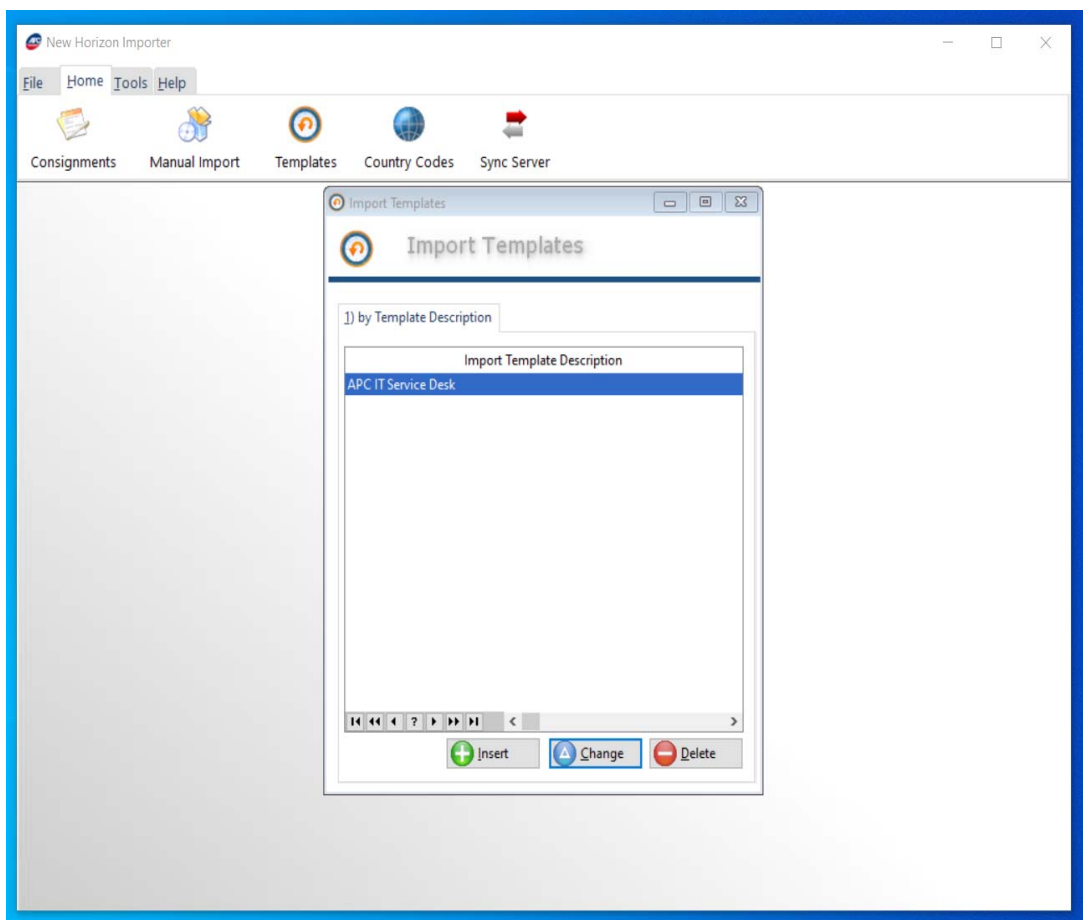 New Horizon Importer
File Home Tools Help
Consignments Manual Import Templates Country Codes Sync Server
Import Templates
Import Templates
1) by Template Description
Import Template Description
APC IT Service Desk
?
Insert Change Delete